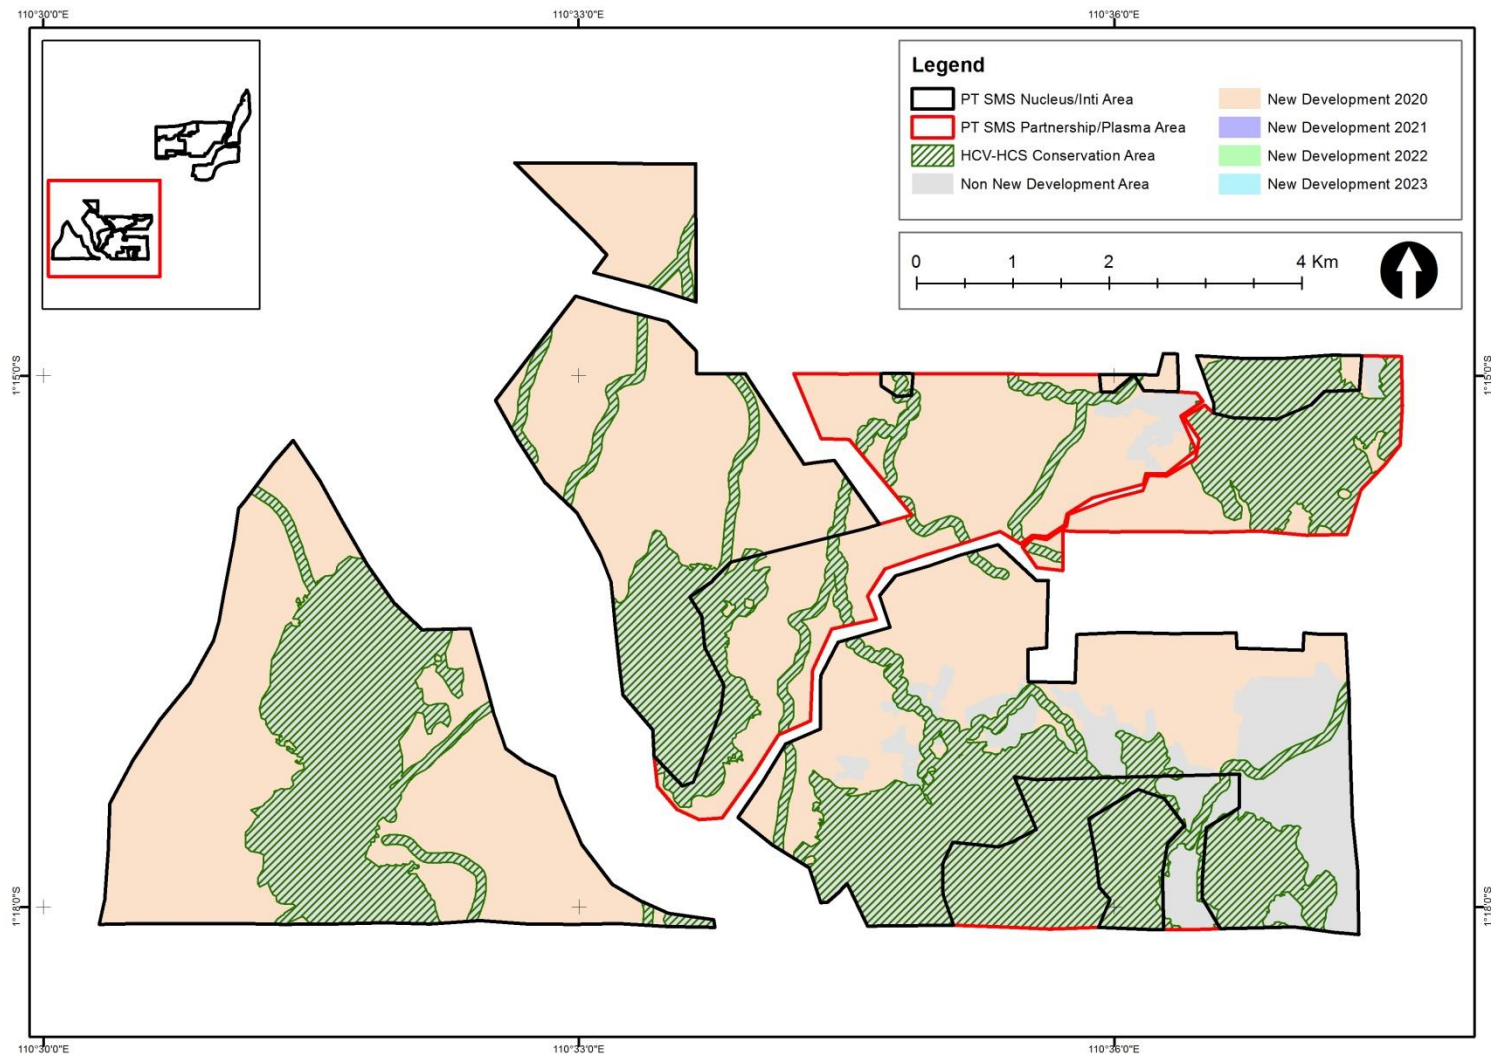 110°30'0"E 110°33'0"E 110°36'0"E
Legend
PT SMS Nucleus/Inti Area
PT SMS Partnership/Plasma Area
HCV-HCS Conservation Area
Non New Development Area
New Development 2020
New Development 2021
New Development 2022
New Development 2023
0 1 2 4 Km
1°15'0"S 1°15'0"S
1°18'0"S 1°18'0"S
110°30'0"E 110°33'0"E 110°36'0"E